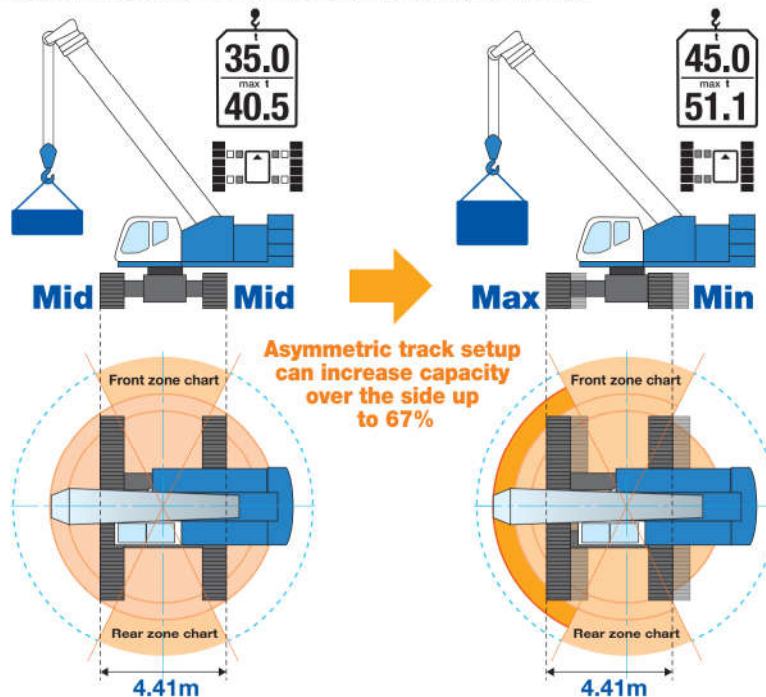 t
35.0
max t
40.5
t
45.0
max t
51.1
Mid
Mid
Max
Min
Asymmetric track setup
can increase capacity
over the side up
to 67%
Front zone chart
Front zone chart
Rear zone chart
Rear zone chart
4.41m
4.41m